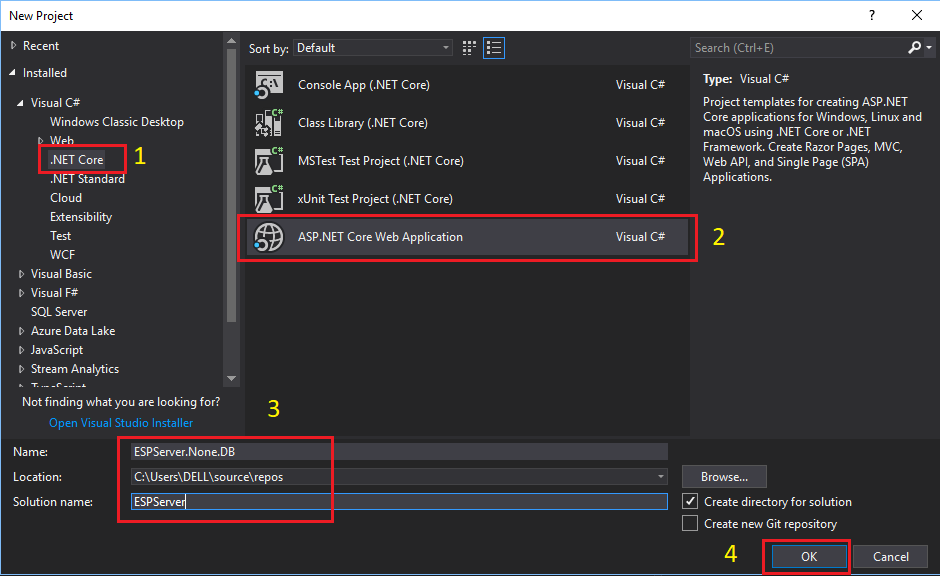 New Project
?
Recent
Installed
Visual C#
Windows Classic Desktop
Web
.NET Core
1
.NET Standard
Cloud
Extensibility
Test
WCF
Visual Basic
Visual F#
SQL Server
Azure Data Lake
JavaScript
Stream Analytics
TypeScript
Not finding what you are looking for?
Open Visual Studio Installer
Sort by: Default
Console App (.NET Core) Visual C#
Class Library (.NET Core) Visual C#
MSTest Test Project (.NET Core) Visual C#
xUnit Test Project (.NET Core) Visual C#
ASP.NET Core Web Application Visual C#
2
Search (Ctrl+E)
Type: Visual C#
Project templates for creating ASP.NET
Core applications for Windows, Linux and
macOS using .NET Core or .NET
Framework. Create Razor Pages, MVC,
Web API, and Single Page (SPA)
Applications.
3
Name: ESPServer.None.DB
Location: C:\Users\DELL\source\repos
Solution name: ESPServer
Browse...
Create directory for solution
Create new Git repository
4
OK
Cancel